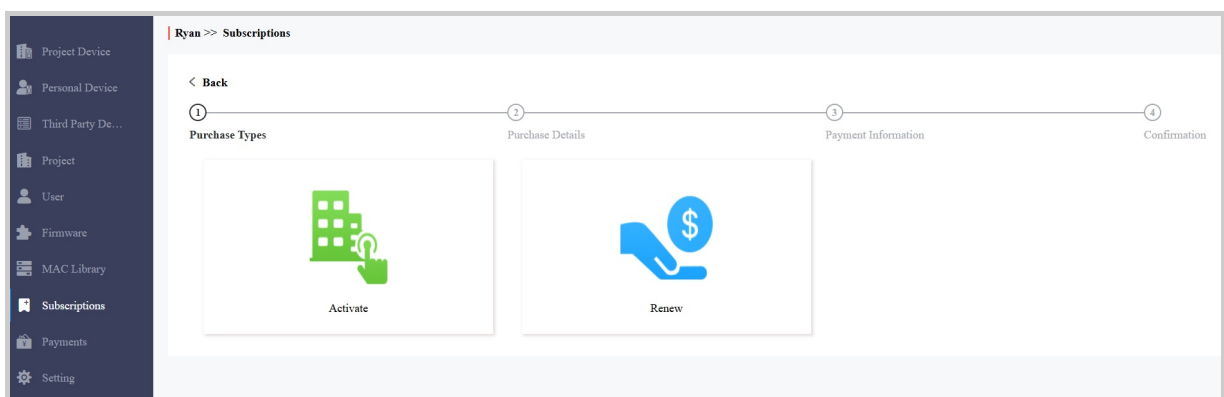 Project Device
Personal Device
Third Party De...
Project
User
Firmware
MAC Library
Subscriptions
Payments
Setting
Ryan >> Subscriptions
< Back
1 2 3 4
Purchase Types Purchase Details Payment Information Confirmation
$
Activate Renew